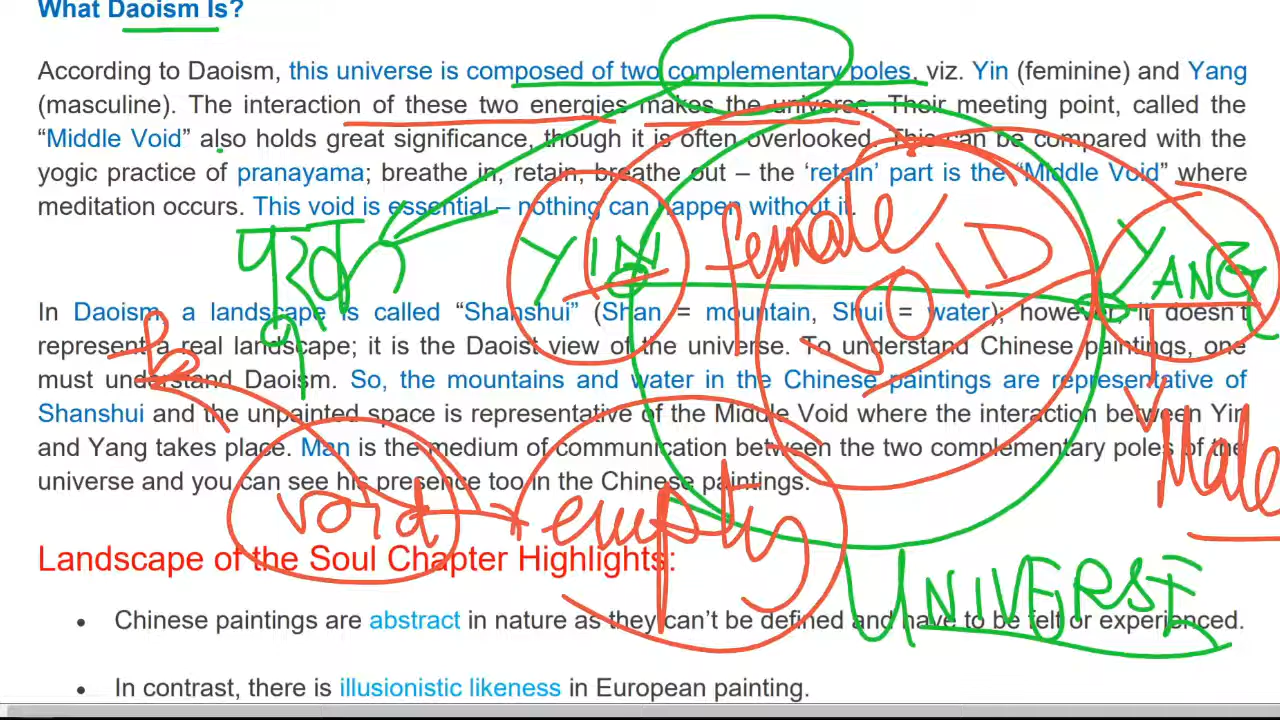 What Daoism Is?
According to Daoism, this universe is composed of two complementary poles, viz. Yin (feminine) and Yang
(masculine). The interaction of these two energies makes the universe. Their meeting point, called the
“Middle Void” also holds great significance, though it is often overlooked. This can be compared with the
yogic practice of pranayama; breathe in, retain, breathe out – the ‘retain’ part is the “Middle Void” where
meditation occurs. This void is essential – nothing can happen without it.
YIN female VOID YANG
In Daoism, a landscape is called “Shanshui” (Shan = mountain, Shui = water); however, it doesn't
represent a real landscape; it is the Daoist view of the universe. To understand Chinese paintings, one
must understand Daoism. So, the mountains and water in the Chinese paintings are representative of
Shanshui and the unpainted space is representative of the Middle Void where the interaction between Yin
and Yang takes place. Man is the medium of communication between the two complementary poles of the
universe and you can see his presence too in the Chinese paintings.
Male
void empty
Landscape of the Soul Chapter Highlights:
UNIVERSE
• Chinese paintings are abstract in nature as they can’t be defined and have to be felt or experienced.
• In contrast, there is illusionistic likeness in European painting.